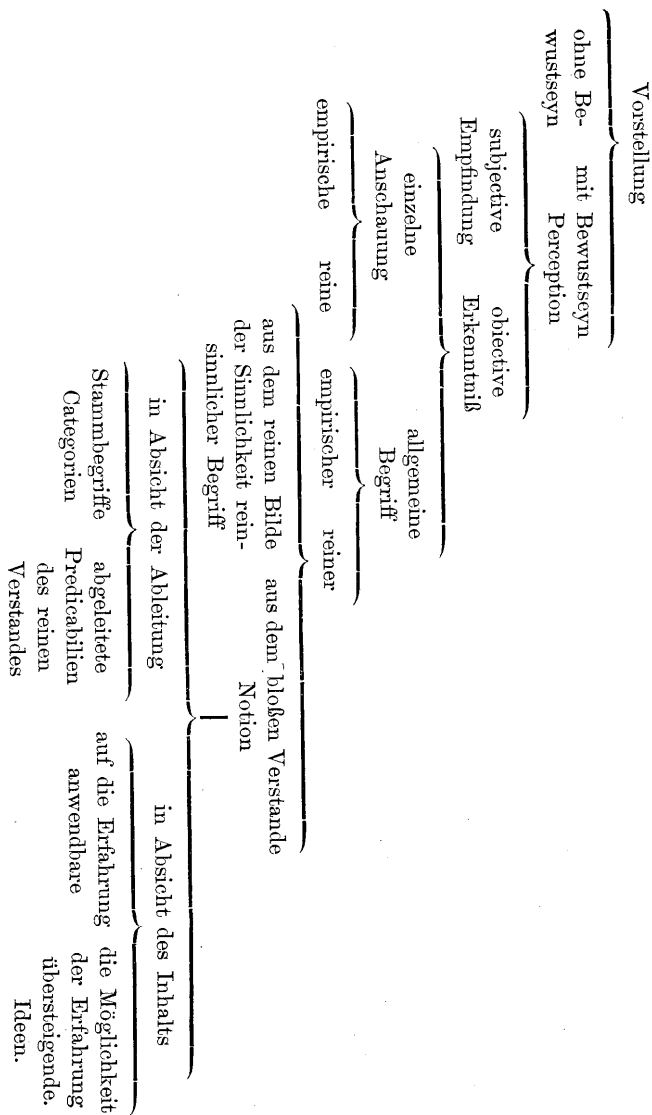 Vorstellung
ohne Be- mit Bewustseyn
wustseyn Perception
subjective obiective
Empfindung Erkenntniß
einzelne allgemeine
Anschauung Begriff
empirische reine empirischer reiner
aus dem reinen Bilde aus dem bloßen Verstande
der Sinnlichkeit rein- Notion
sinnlicher Begriff
in Absicht der Ableitung in Absicht des Inhalts
Stammbegriffe abgeleitete auf die Erfahrung die Möglichkeit
Categorien Predicabilien anwendbare der Erfahrung
des reinen übersteigende.
Verstandes Ideen.